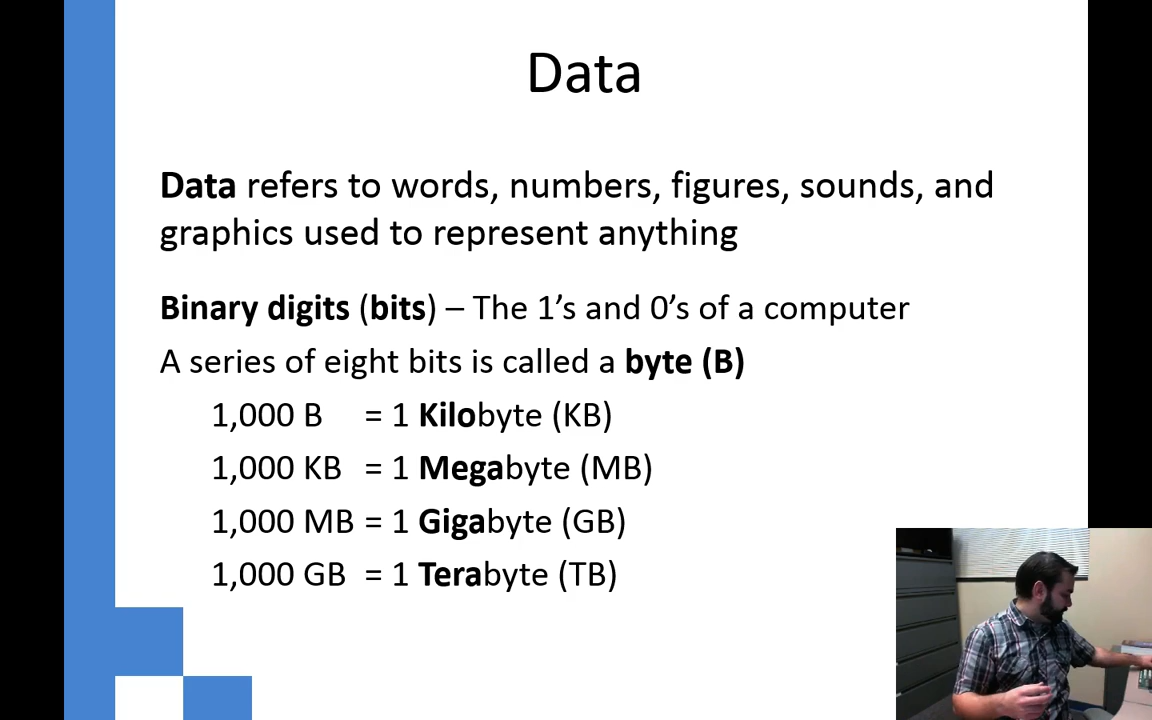 Data
Data refers to words, numbers, figures, sounds, and
graphics used to represent anything
Binary digits (bits) – The 1’s and 0’s of a computer
A series of eight bits is called a byte (B)
1,000 B = 1 Kilobyte (KB)
1,000 KB = 1 Megabyte (MB)
1,000 MB = 1 Gigabyte (GB)
1,000 GB = 1 Terabyte (TB)